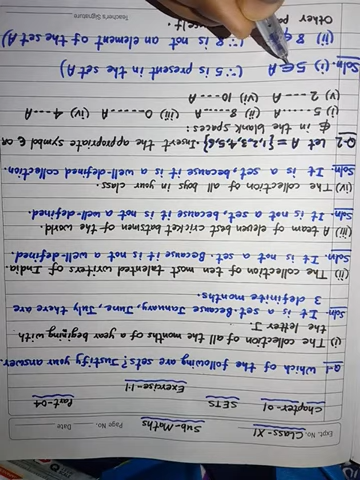 Expt. No. Class-XI Sub-Maths Page No. Date
Chapter-01 SETS Part-04
Exercise-1.1
Q-1 Which of the following are sets? Justify your answer.
(i) The collection of all the months of a year beginning with
the letter J.
Soln It is a set. Because January, June, July there are
3 definite months.
(ii) The collection of ten most talented writers of India.
Soln. It is not a set. Because it is not a well-defined.
(iii) A team of eleven best cricket batsmen of the world.
Soln. It is not a set, because it is not a well-defined.
(iv) The collection of all boys in your class.
Soln. It is a set, because it is a well-defined collection.
Q-2 Let A = {1,2,3,4,5,6}. Insert the appropriate symbol ∈ or
∉ in the blank spaces:
(i) 5 ----- A (ii) 8 ----- A (iii) 0 ----- A (iv) 4 --- A
(v) 2 ---- A (vi) 10 ---- A
Soln. (i) 5 ∈ A (∵ 5 is present in the set A)
(ii) 8 ∉ (∵ 8 is not an element of the set A)
Teacher's Signature